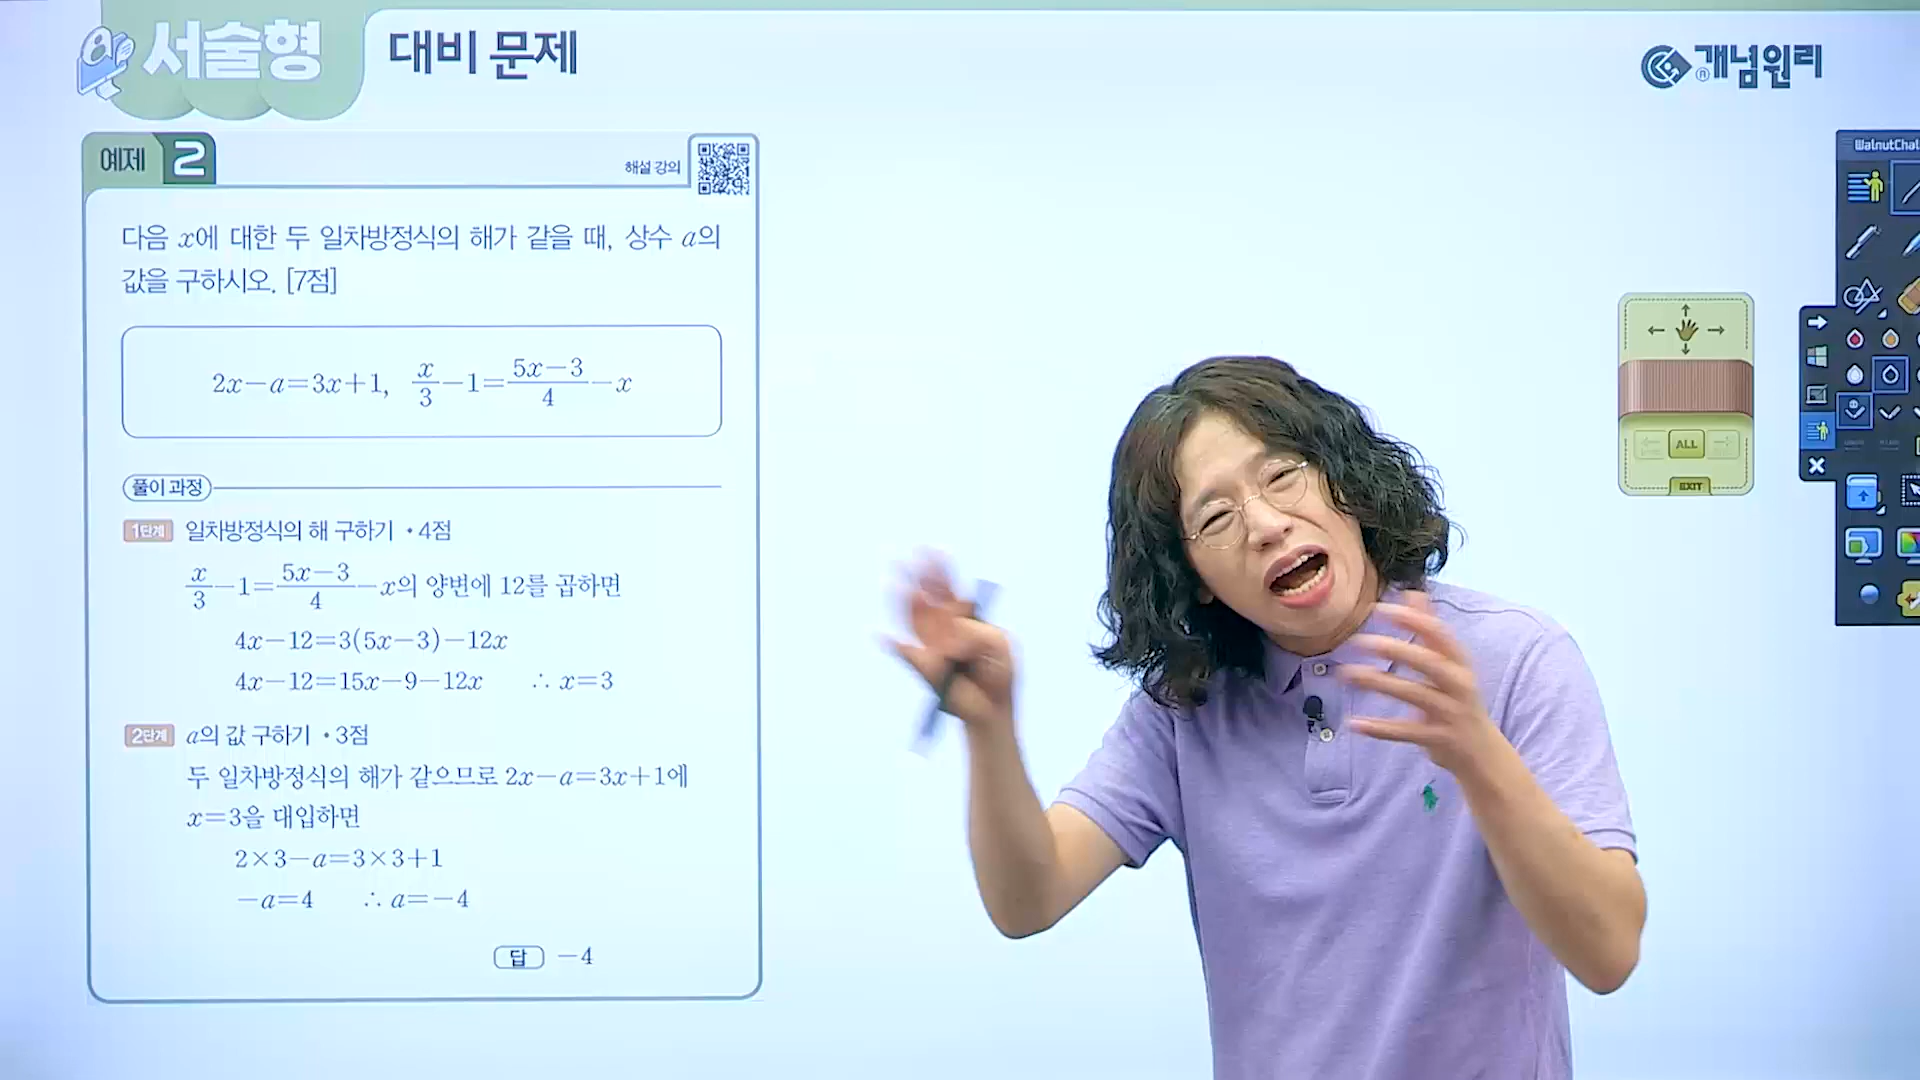 서술형 대비 문제
개념원리
예제 2
해설 강의
다음 x에 대한 두 일차방정식의 해가 같을 때, 상수 a의
값을 구하시오. [7점]
2x-a=3x+1, x/3-1=(5x-3)/4-x
풀이 과정
1단계 일차방정식의 해 구하기 • 4점
x/3-1=(5x-3)/4-x의 양변에 12를 곱하면
4x-12=3(5x-3)-12x
4x-12=15x-9-12x ∴ x=3
2단계 a의 값 구하기 • 3점
두 일차방정식의 해가 같으므로 2x-a=3x+1에
x=3을 대입하면
2×3-a=3×3+1
-a=4 ∴ a=-4
답 -4
ALL
EXIT